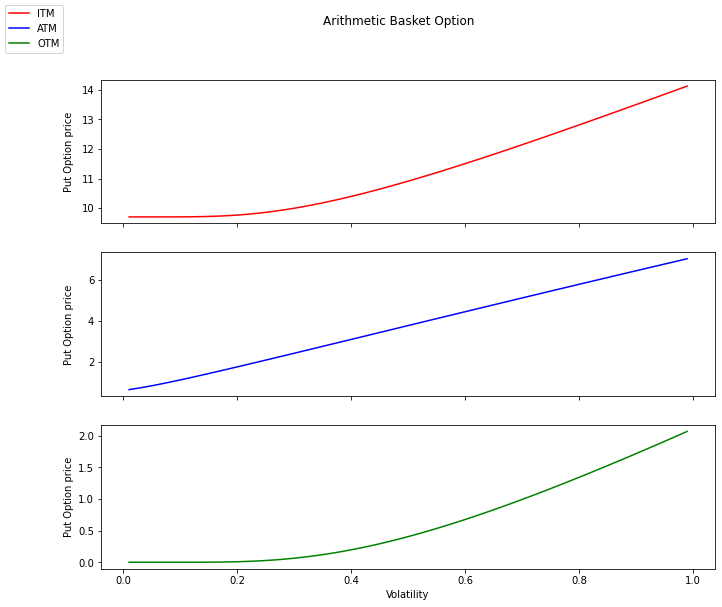 ITM
ATM
OTM
Arithmetic Basket Option
14
13
12
11
10
Put Option price
6
4
2
Put Option price
2.0
1.5
1.0
0.5
0.0
Put Option price
0.0 0.2 0.4 0.6 0.8 1.0
Volatility